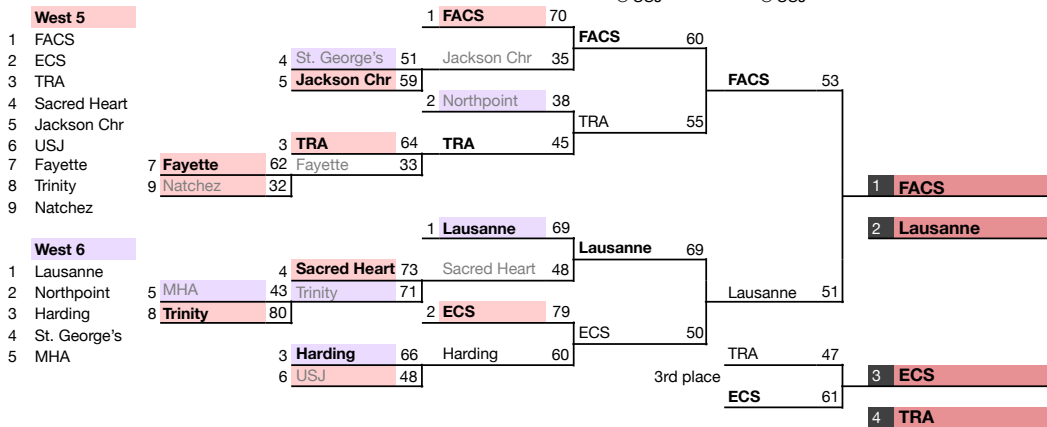 West 5
1 FACS
2 ECS
3 TRA
4 Sacred Heart
5 Jackson Chr
6 USJ
7 Fayette
8 Trinity
9 Natchez
West 6
1 Lausanne
2 Northpoint
3 Harding
4 St. George's
5 MHA
7 Fayette 62
9 Natchez 32
5 MHA 43
8 Trinity 80
4 St. George's 51
5 Jackson Chr 59
3 TRA 64
Fayette 33
4 Sacred Heart 73
Trinity 71
3 Harding 66
6 USJ 48
1 FACS 70
Jackson Chr 35
2 Northpoint 38
TRA 45
1 Lausanne 69
Sacred Heart 48
2 ECS 79
Harding 60
FACS 60
TRA 55
Lausanne 69
ECS 50
FACS 53
Lausanne 51
3rd place
TRA 47
ECS 61
1 FACS
2 Lausanne
3 ECS
4 TRA